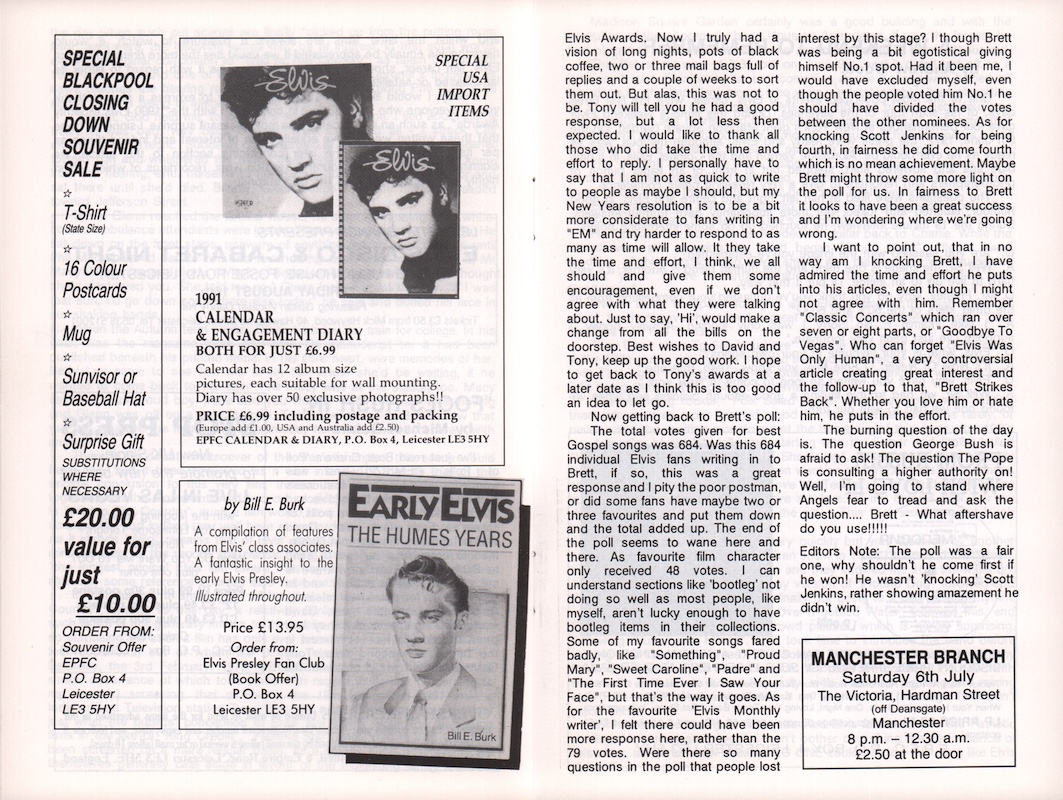 SPECIAL
BLACKPOOL
CLOSING
DOWN
SOUVENIR
SALE
☆
T-Shirt
(State Size)
☆
16 Colour
Postcards
☆
Mug
☆
Sunvisor or
Baseball Hat
☆
Surprise Gift
SUBSTITUTIONS
WHERE
NECESSARY
£20.00
value for
just
£10.00
ORDER FROM:
Souvenir Offer
EPFC
P.O. Box 4
Leicester
LE3 5HY
SPECIAL
USA
IMPORT
ITEMS
Elvis
Elvis
1991
CALENDAR
& ENGAGEMENT DIARY
BOTH FOR JUST £6.99
Calendar has 12 album size
pictures, each suitable for wall mounting.
Diary has over 50 exclusive photographs!!
PRICE £6.99 including postage and packing
(Europe add £1.00, USA and Australia add £2.50)
EPFC CALENDAR & DIARY, P.O. Box 4, Leicester LE3 5HY
by Bill E. Burk
A compilation of features
from Elvis' class associates.
A fantastic insight to the
early Elvis Presley.
Illustrated throughout.
Price £13.95
Order from:
Elvis Presley Fan Club
(Book Offer)
P.O. Box 4
Leicester LE3 5HY
EARLY ELVIS
THE HUMES YEARS
Bill E. Burk
Elvis Awards. Now I truly had a
vision of long nights, pots of black
coffee, two or three mail bags full of
replies and a couple of weeks to sort
them out. But alas, this was not to
be. Tony will tell you he had a good
response, but a lot less then
expected. I would like to thank all
those who did take the time and
effort to reply. I personally have to
say that I am not as quick to write
to people as maybe I should, but my
New Years resolution is to be a bit
more considerate to fans writing in
"EM" and try harder to respond to as
many as time will allow. It they take
the time and effort, I think, we all
should and give them some
encouragement, even if we don't
agree with what they were talking
about. Just to say, 'Hi', would make a
change from all the bills on the
doorstep. Best wishes to David and
Tony, keep up the good work. I hope
to get back to Tony's awards at a
later date as I think this is too good
an idea to let go.
Now getting back to Brett's poll:
The total votes given for best
Gospel songs was 684. Was this 684
individual Elvis fans writing in to
Brett, if so, this was a great
response and I pity the poor postman,
or did some fans have maybe two or
three favourites and put them down
and the total added up. The end of
the poll seems to wane here and
there. As favourite film character
only received 48 votes. I can
understand sections like 'bootleg' not
doing so well as most people, like
myself, aren't lucky enough to have
bootleg items in their collections.
Some of my favourite songs fared
badly, like "Something", "Proud
Mary", "Sweet Caroline", "Padre" and
"The First Time Ever I Saw Your
Face", but that's the way it goes. As
for the favourite 'Elvis Monthly
writer', I felt there could have been
more response here, rather than the
79 votes. Were there so many
questions in the poll that people lost
interest by this stage? I though Brett
was being a bit egotistical giving
himself No.1 spot. Had it been me, I
would have excluded myself, even
though the people voted him No.1 he
should have divided the votes
between the other nominees. As for
knocking Scott Jenkins for being
fourth, in fairness he did come fourth
which is no mean achievement. Maybe
Brett might throw some more light on
the poll for us. In fairness to Brett
it looks to have been a great success
and I'm wondering where we're going
wrong.
I want to point out, that in no
way am I knocking Brett, I have
admired the time and effort he puts
into his articles, even though I might
not agree with him. Remember
"Classic Concerts" which ran over
seven or eight parts, or "Goodbye To
Vegas". Who can forget "Elvis Was
Only Human", a very controversial
article creating great interest and
the follow-up to that, "Brett Strikes
Back". Whether you love him or hate
him, he puts in the effort.
The burning question of the day
is. The question George Bush is
afraid to ask! The question The Pope
is consulting a higher authority on!
Well, I'm going to stand where
Angels fear to tread and ask the
question.... Brett - What aftershave
do you use!!!!!
Editors Note: The poll was a fair
one, why shouldn't he come first if
he won! He wasn't 'knocking' Scott
Jenkins, rather showing amazement he
didn't win.
MANCHESTER BRANCH
Saturday 6th July
The Victoria, Hardman Street
(off Deansgate)
Manchester
8 p.m. – 12.30 a.m.
£2.50 at the door